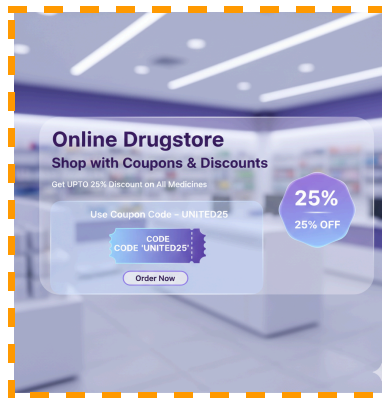 Online Drugstore
Shop with Coupons & Discounts
Get UPTO 25% Discount on All Medicines
Use Coupon Code – UNITED25
CODE
CODE 'UNITED25'
Order Now
25%
25% OFF